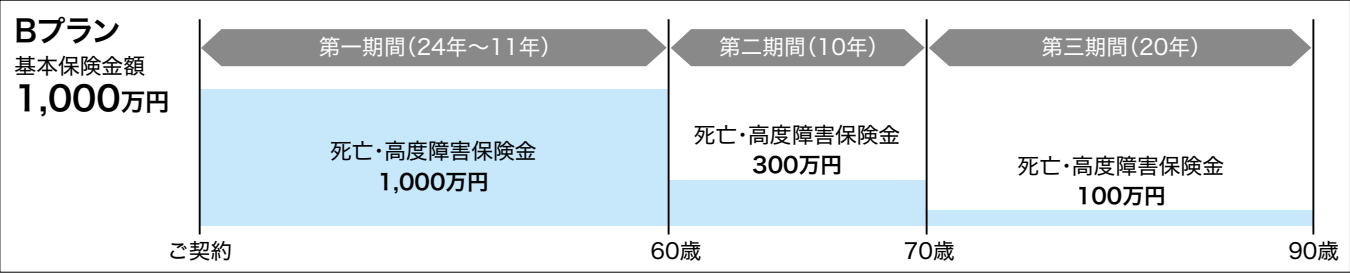 Bプラン
基本保険金額
1,000万円
第一期間(24年～11年)
第二期間(10年)
第三期間(20年)
死亡・高度障害保険金
1,000万円
死亡・高度障害保険金
300万円
死亡・高度障害保険金
100万円
ご契約
60歳
70歳
90歳